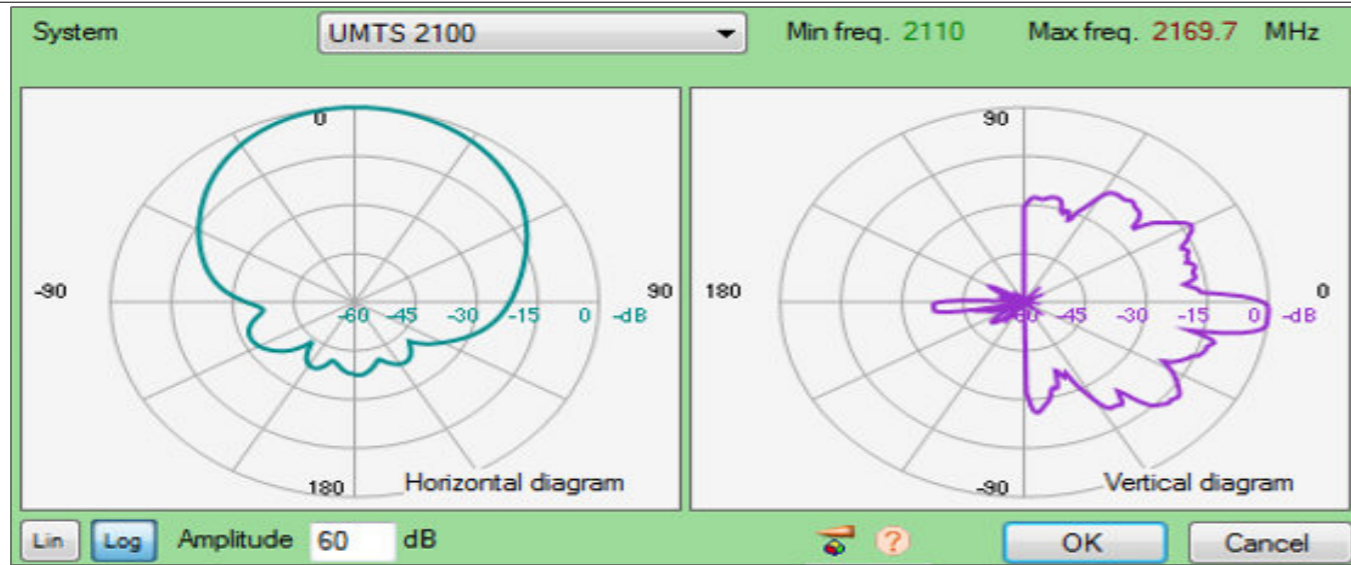 System UMTS 2100 Min freq. 2110 Max freq. 2169.7 MHz
0
-90 90
-60 -45 -30 -15 0 -dB
180 Horizontal diagram
90
180 0
-60 -45 -30 -15 0 -dB
-90 Vertical diagram
Lin Log Amplitude 60 dB ? OK Cancel